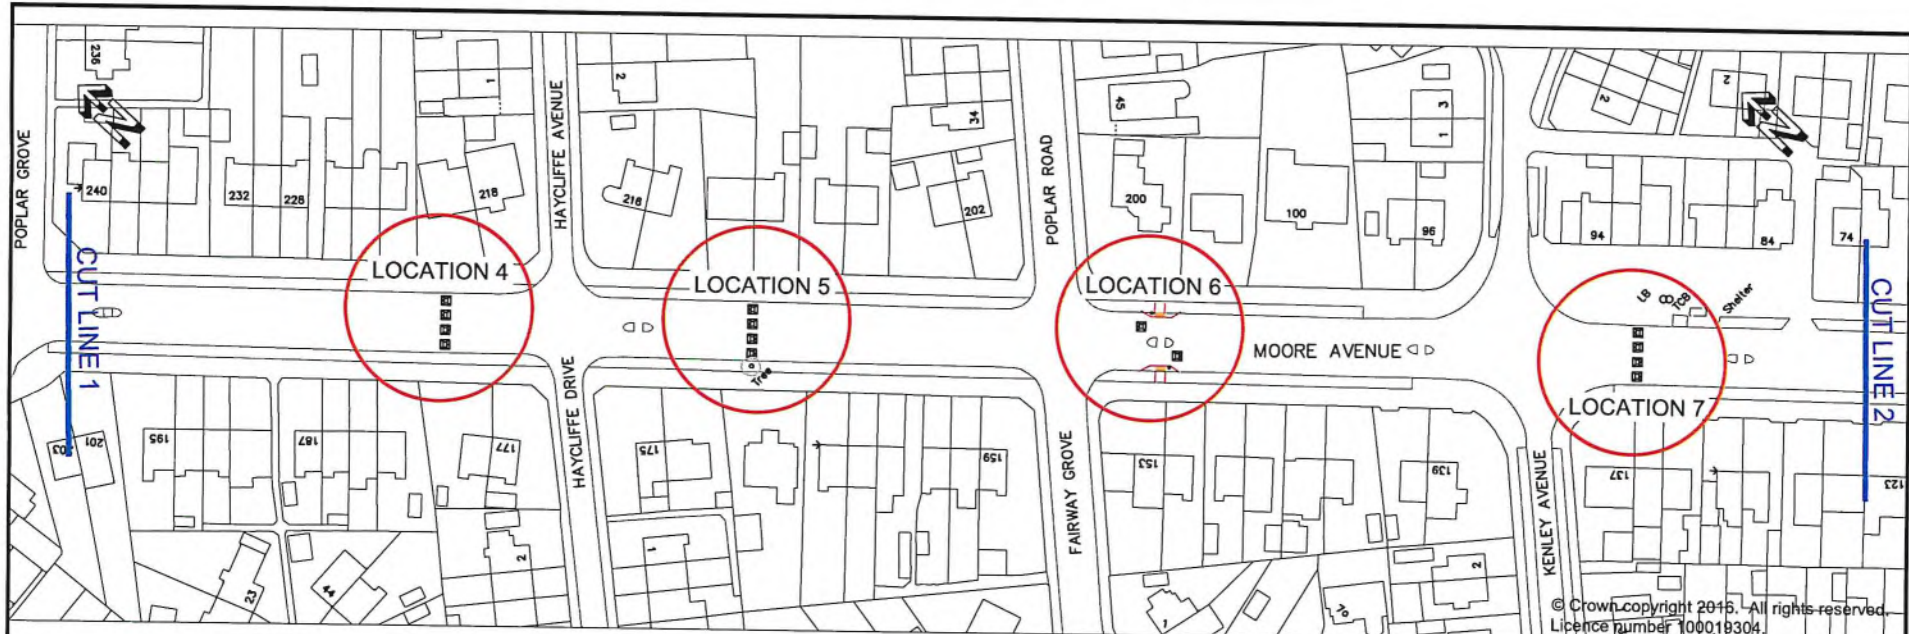 236
1
2
34
45
3
1
2
2
N
N
POPLAR GROVE
HAYCLIFFE AVENUE
POPLAR ROAD
240
232
228
218
216
202
200
100
96
94
84
74
LOCATION 4
LOCATION 5
LOCATION 6
LB
TCB
Shelter
CUT LINE 1
MOORE AVENUE
CUT LINE 2
Tree
LOCATION 7
HAYCLIFFE DRIVE
FAIRWAY GROVE
KENLEY AVENUE
203
201
195
187
177
175
159
153
139
137
123
23
44
2
1
1
70
2
© Crown copyright 2016. All rights reserved.
Licence number 100019304.